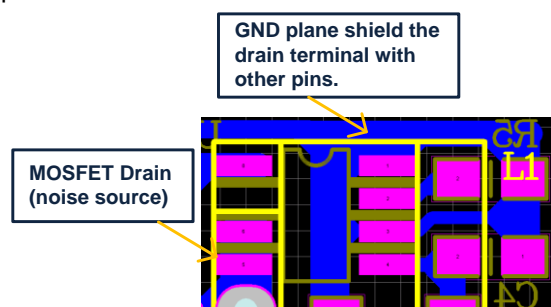 GND plane shield the
drain terminal with
other pins.
R5
L1
MOSFET Drain
(noise source)
C4